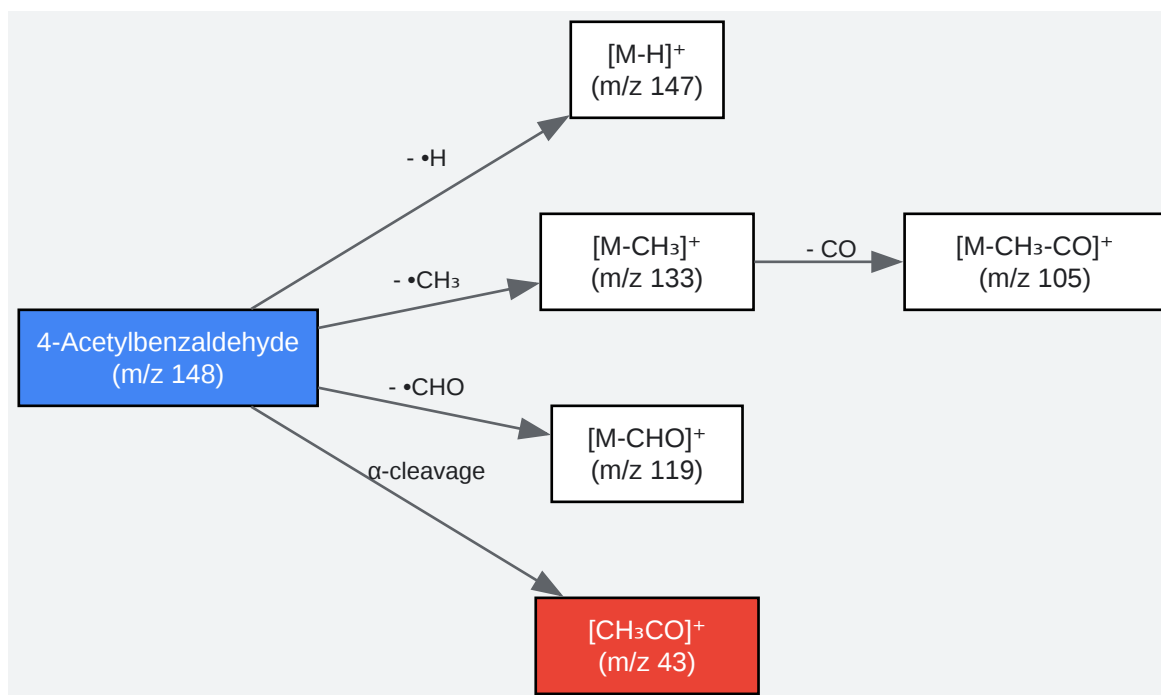 [M-H]⁺
(m/z 147)
- •H
[M-CH₃]⁺
(m/z 133)
- CO
[M-CH₃-CO]⁺
(m/z 105)
- •CH₃
4-Acetylbenzaldehyde
(m/z 148)
- •CHO
[M-CHO]⁺
(m/z 119)
α-cleavage
[CH₃CO]⁺
(m/z 43)